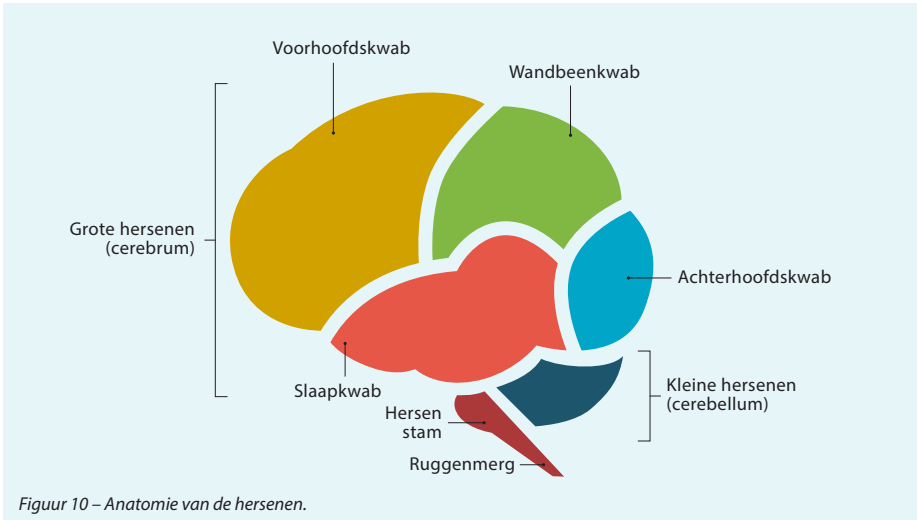 Voorhoofdskwab
Wandbeenkwab
Grote hersenen
(cerebrum)
Achterhoofdskwab
Slaapkwab
Kleine hersenen
(cerebellum)
Hersen
stam
Ruggenmerg
Figuur 10 – Anatomie van de hersenen.